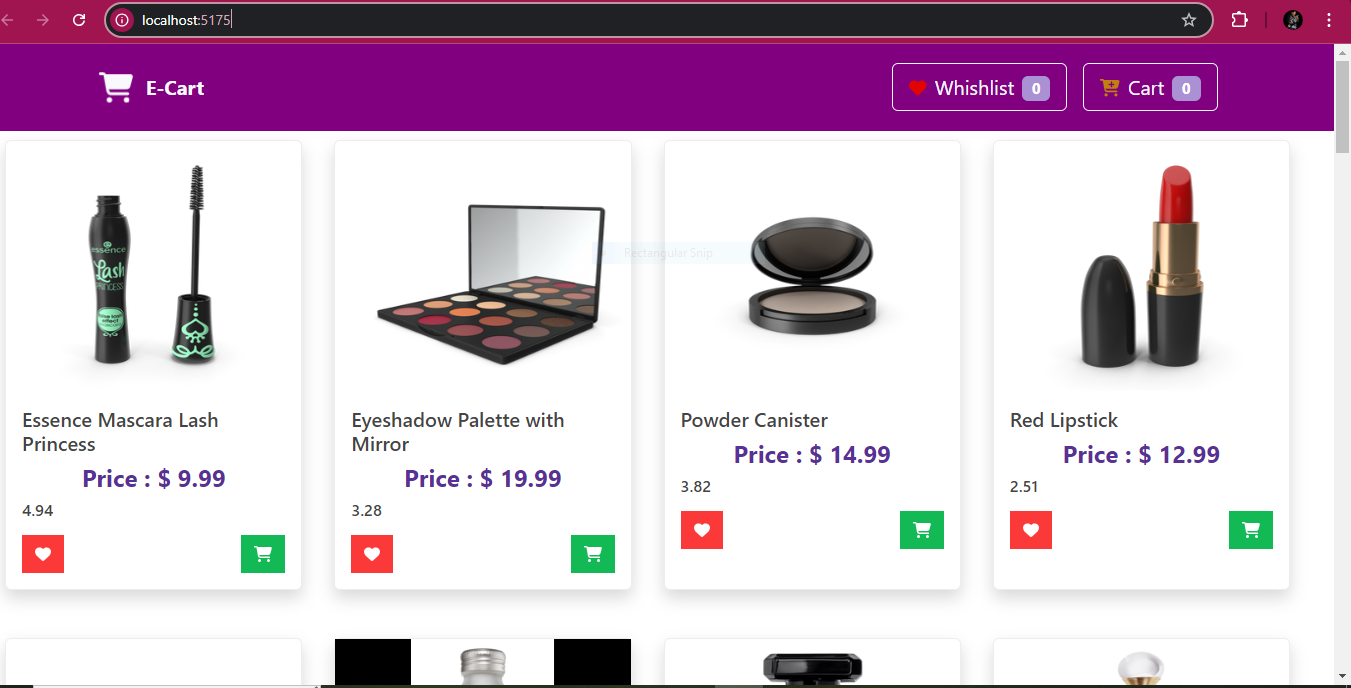 localhost:5175
E-Cart
Whishlist 0
Cart 0
Rectangular Snip
essence
Lash
PRINCESS
Essence Mascara Lash
Princess
Price : $ 9.99
4.94
Eyeshadow Palette with
Mirror
Price : $ 19.99
3.28
Powder Canister
Price : $ 14.99
3.82
Red Lipstick
Price : $ 12.99
2.51